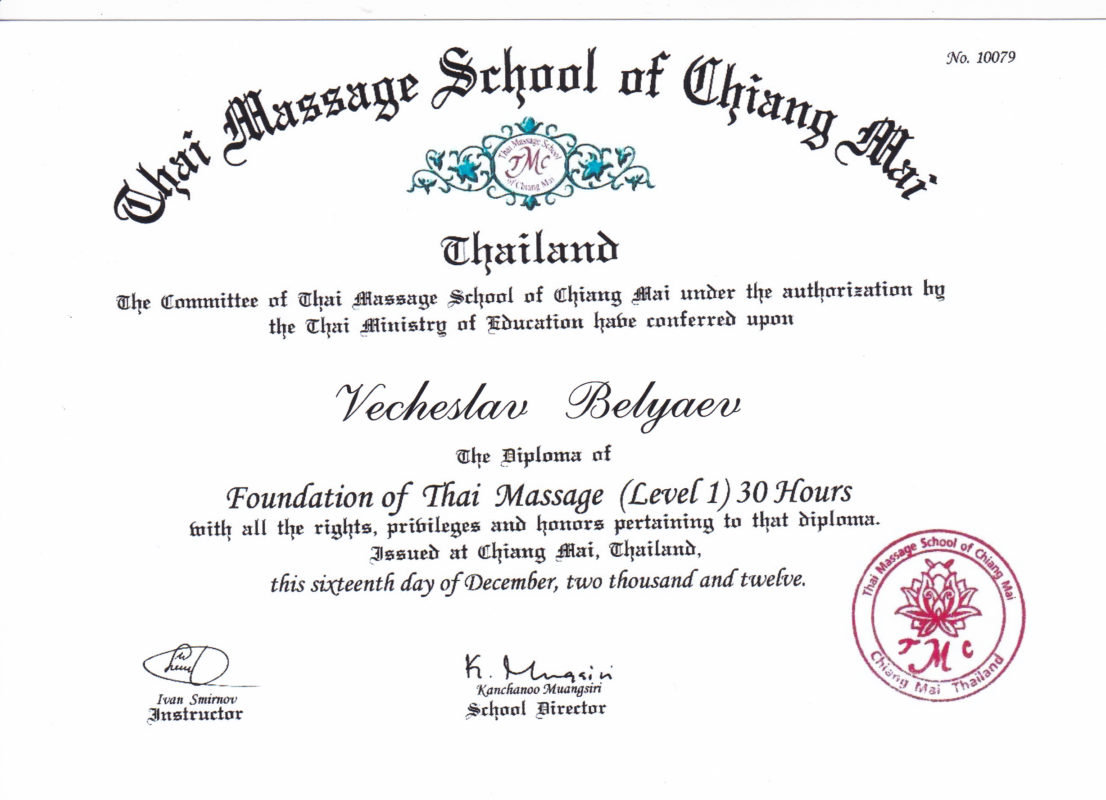 No. 10079
Thai Massage School of Chiang Mai
Thai Massage School
TMC
of Chiang Mai
Thailand
The Committee of Thai Massage School of Chiang Mai under the authorization by
the Thai Ministry of Education have conferred upon
Vecheslav Belyaev
The Diploma of
Foundation of Thai Massage (Level 1) 30 Hours
with all the rights, privileges and honors pertaining to that diploma.
Issued at Chiang Mai, Thailand,
this sixteenth day of December, two thousand and twelve.
Thai Massage School of Chiang Mai
TMC
Chiang Mai Thailand
K. Muagsiri
Ivan Smirnov
Kanchanoo Muangsiri
Instructor
School Director